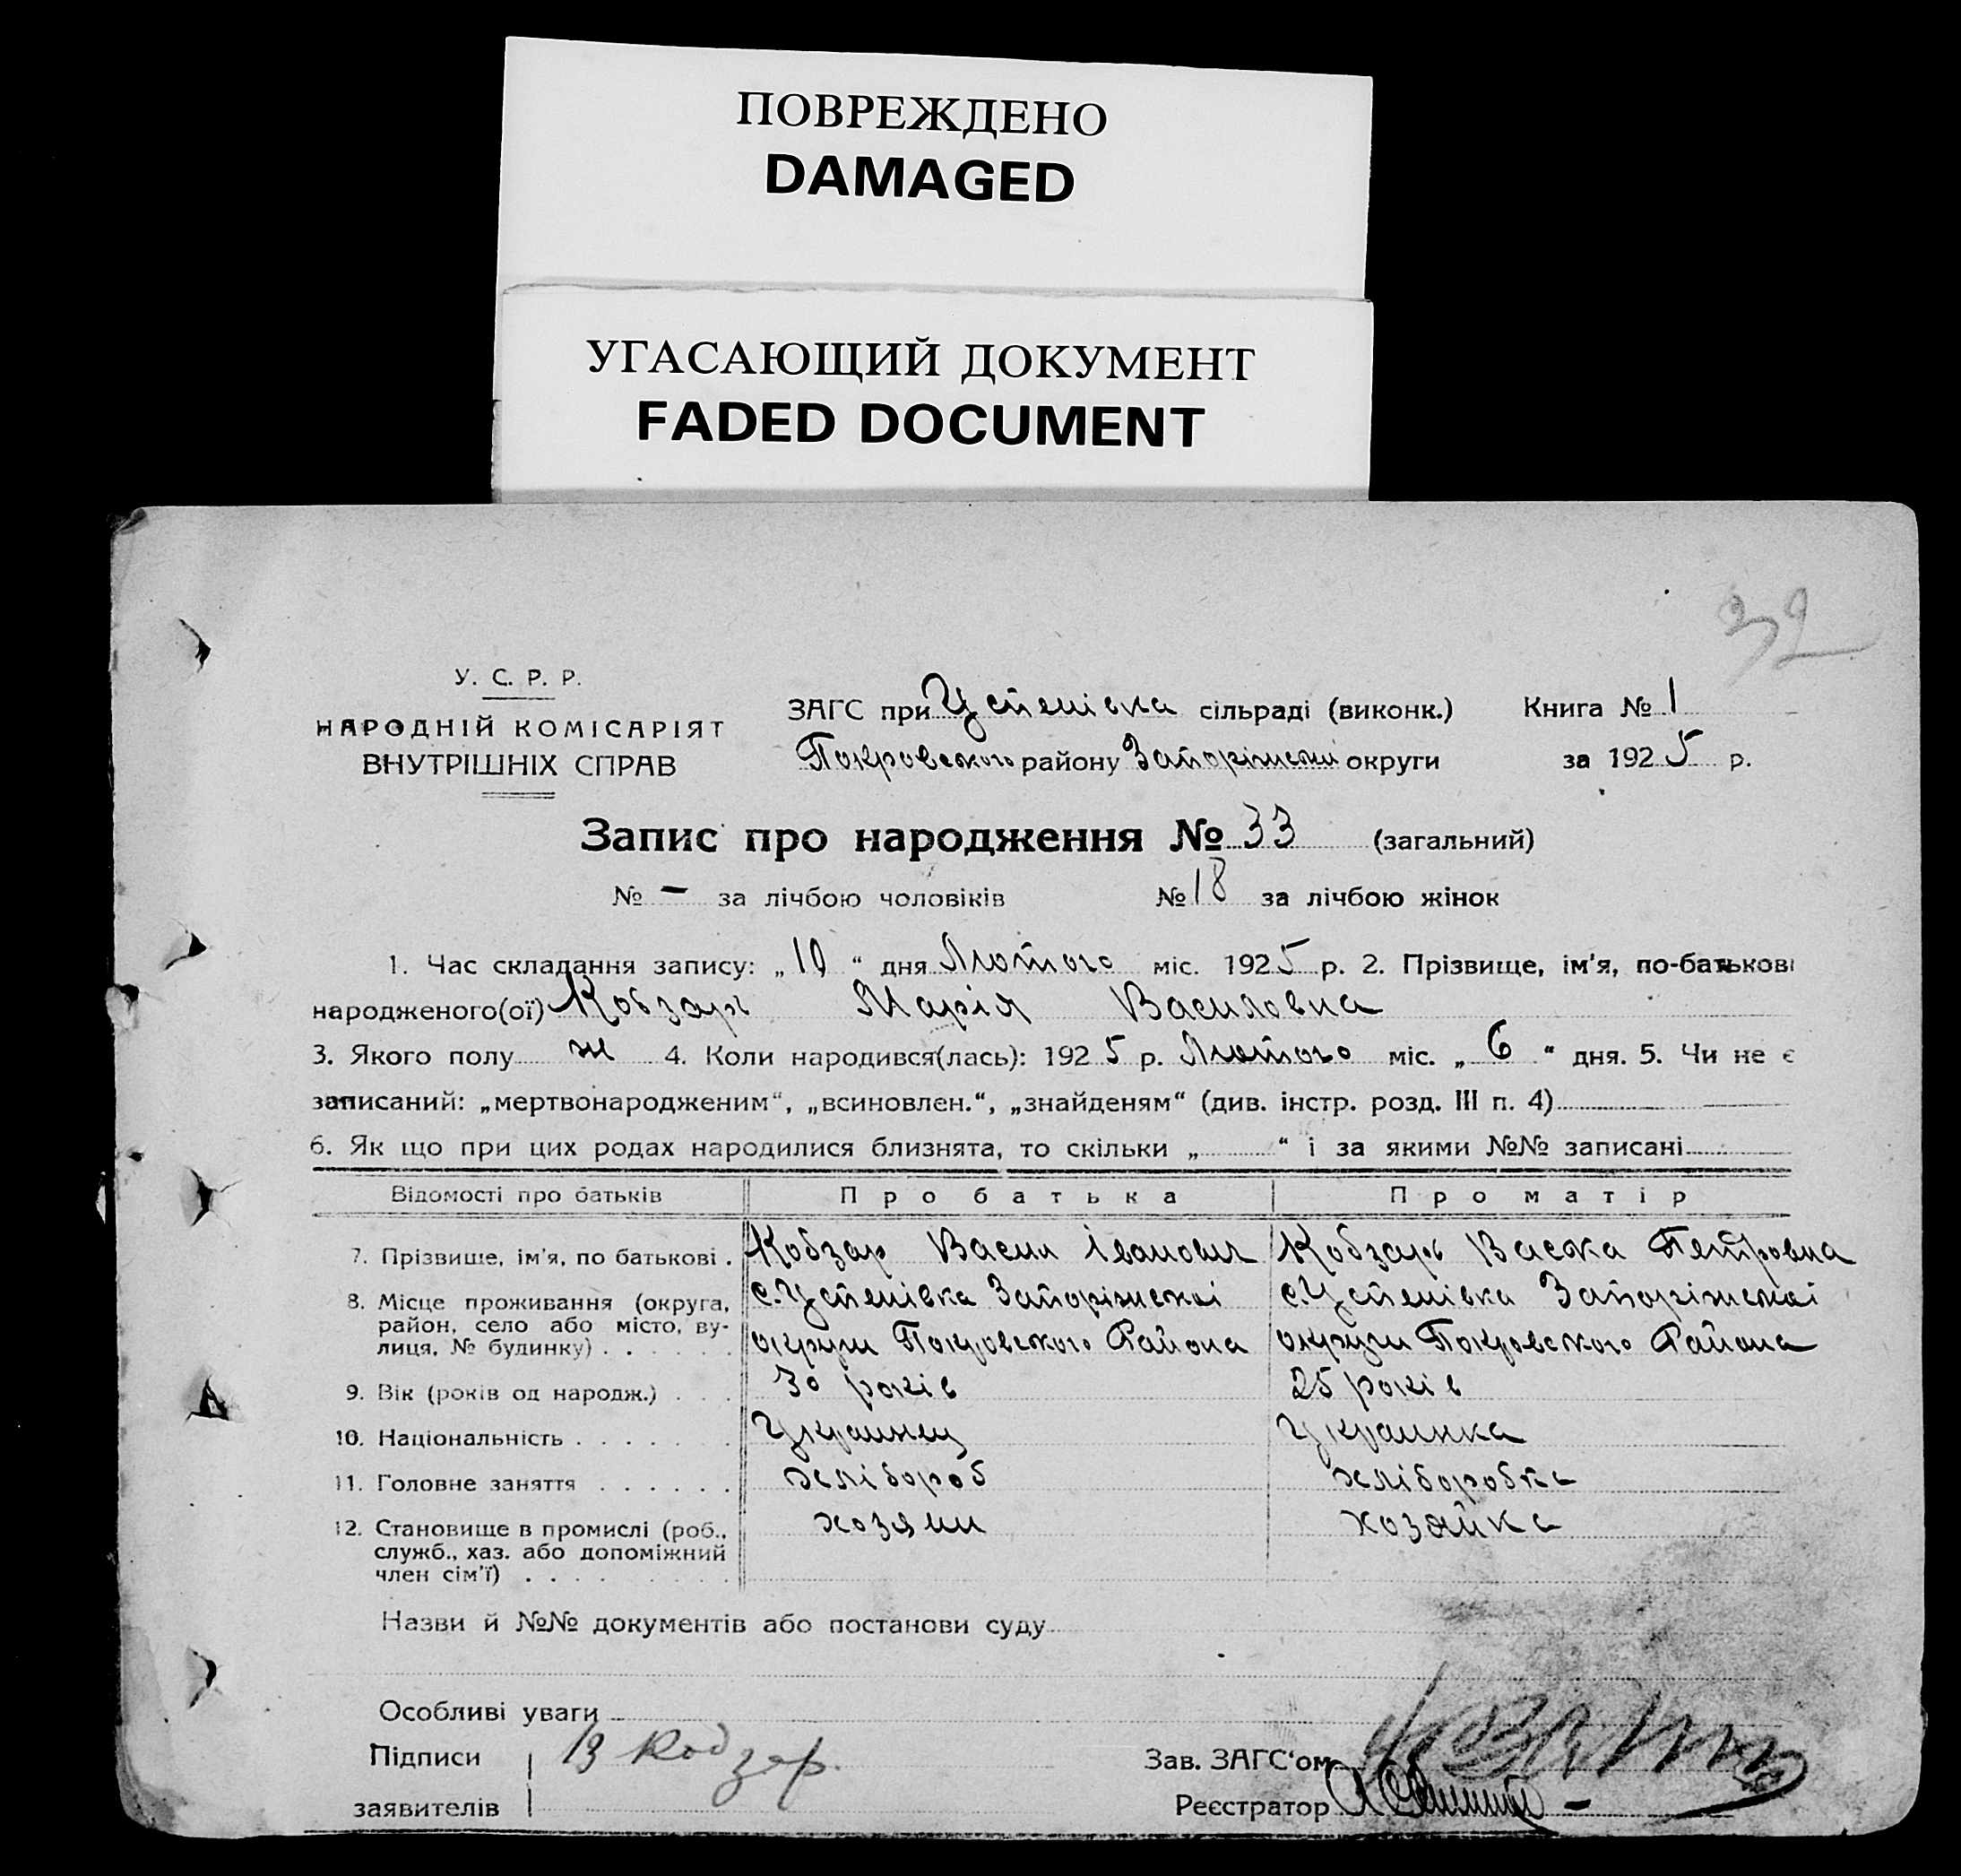 ПОВРЕЖДЕНО
DAMAGED
УГАСАЮЩИЙ ДОКУМЕНТ
FADED DOCUMENT
32
У. С. Р. Р.
НАРОДНІЙ КОМІСАРІЯТ
ВНУТРІШНІХ СПРАВ
ЗАГС при Устенівка сільраді (виконк.) Книга № 1
Покровського району Запоріжськ округи за 1925 р.
Запис про народження № 33 (загальний)
№ – за лічбою чоловіків № 18 за лічбою жінок
1. Час складання запису: „10“ дня Лютого міс. 1925 р. 2. Прізвище, ім'я, по-батькові
народженого(ої) Кобзарь Марія Василовна
3. Якого полу ж 4. Коли народився(лась): 1925 р. Лютого міс. „6“ дня. 5. Чи не є
записаний: „мертвонародженим“, „всиновлен.“, „знайденям“ (див. інстр. розд. III п. 4)
6. Як що при цих родах народилися близнята, то скільки „ “ і за якими №№ записані
Відомості про батьків Про батька Про матір
7. Прізвище, ім'я, по батькові . Кобзар Васил Іванович Кобзарь Васка Петровна
8. Місце проживання (округа, с. Устенівка Запоріжськоі с. Устенівка Запоріжськоі
район, село або місто, ву-
лиця, № будинку) . . . . . . округи Покровського Района округи Покровського Района
9. Вік (років од народж.) . . . 30 років 25 років
10. Національність . . . . . . . Украинец Украинка
11. Головне заняття . . . . . . хлібороб хліборобка
12. Становище в промислі (роб., хозяин хозяйка
служб., хаз. або допоміжний
член сім'ї) . . . . . . . . .
Назви й №№ документів або постанови суду
Особливі уваги
Підписи В Кобзар. Зав. ЗАГС'ом
заявителів Реєстратор